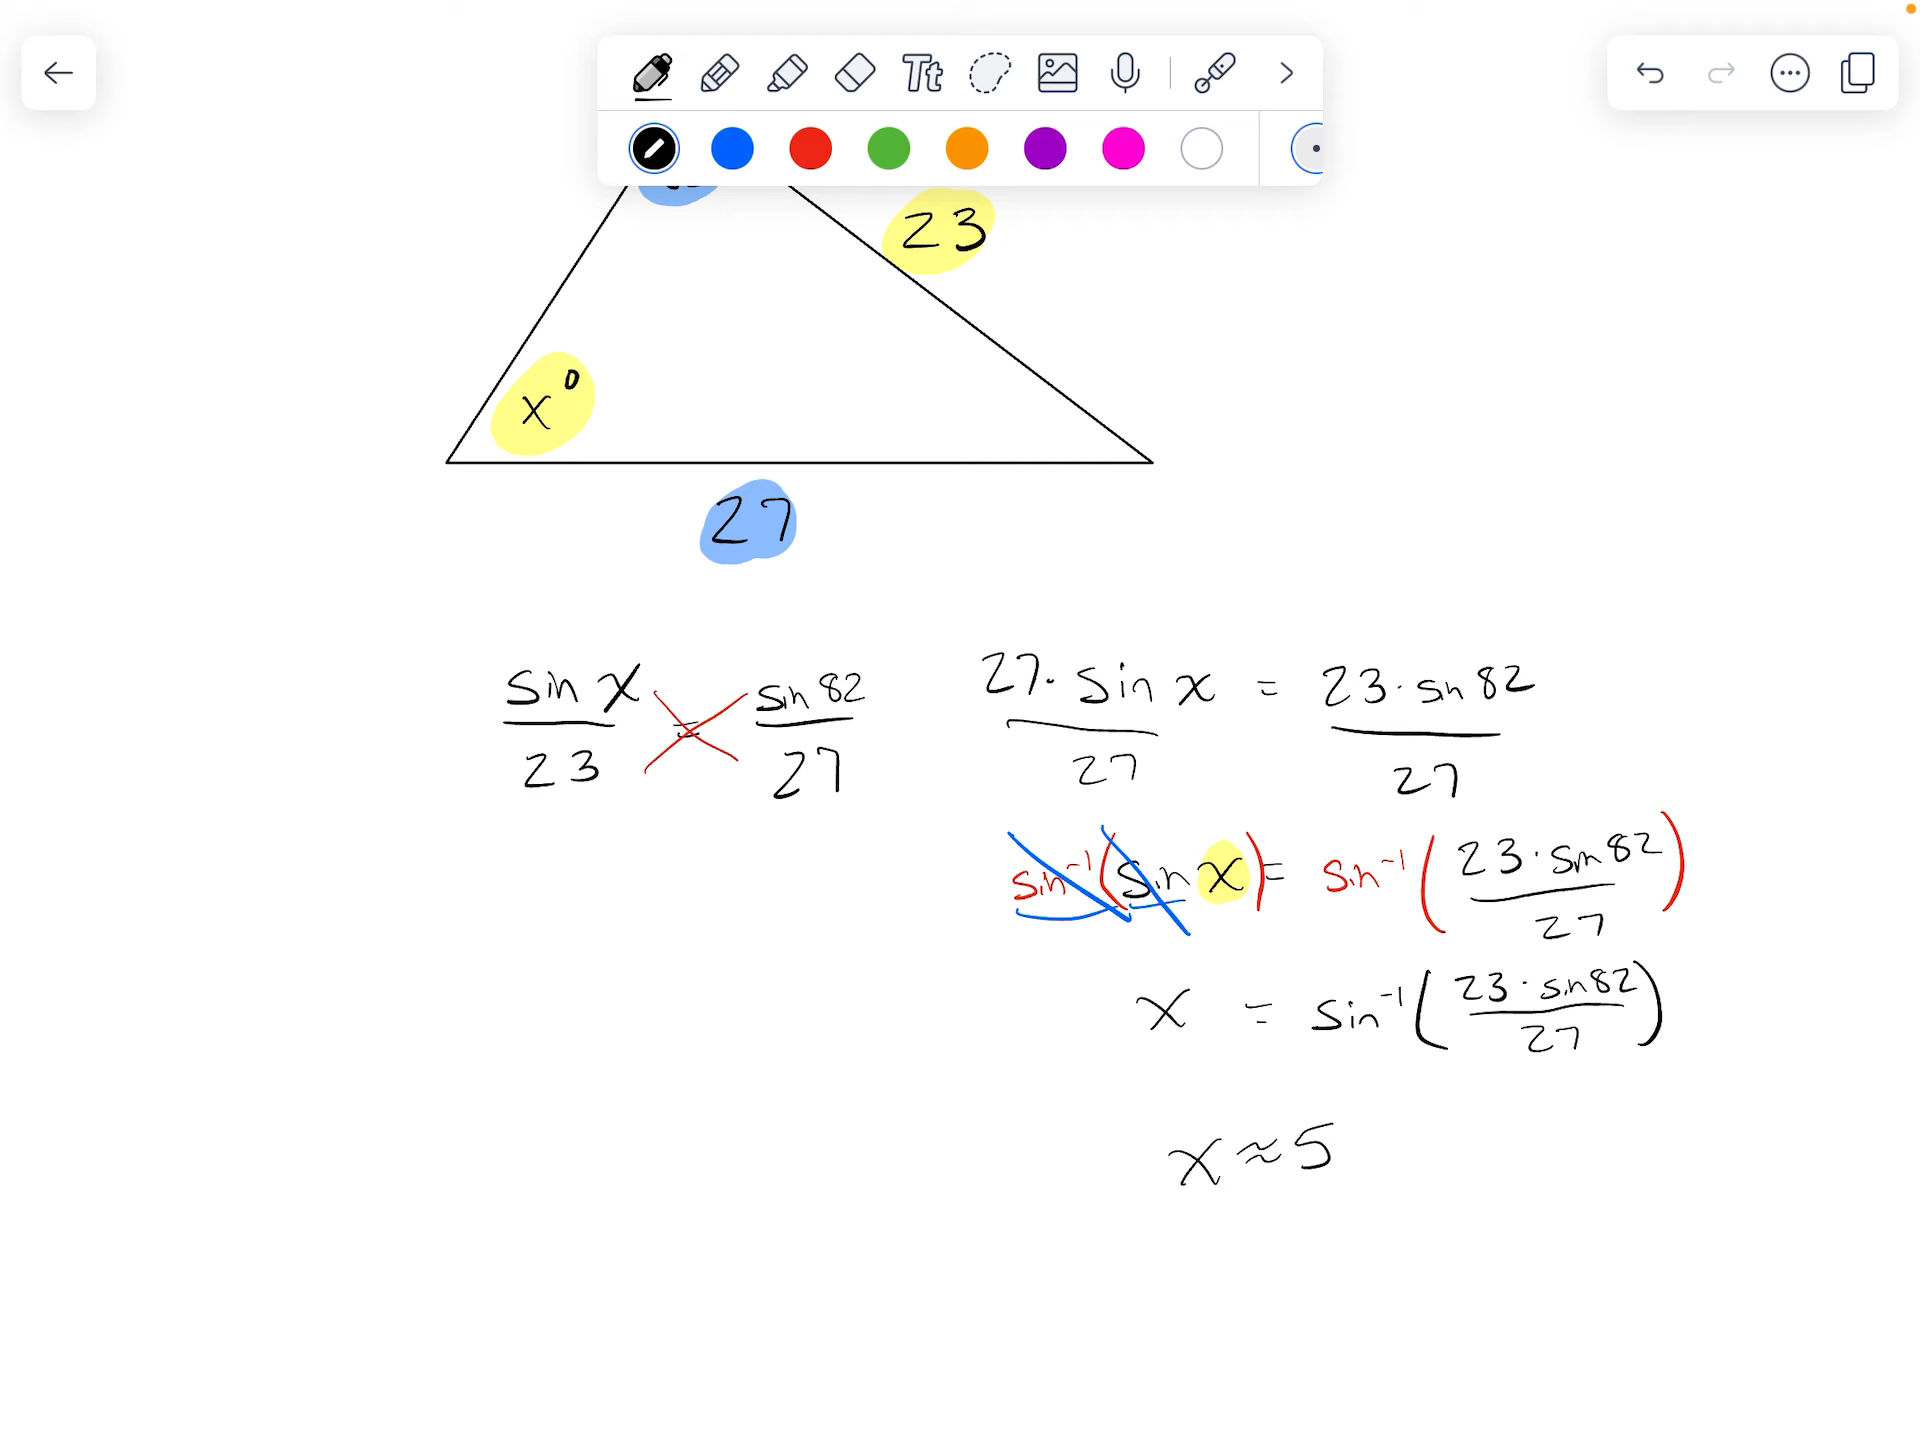 Tt
23
x°
27
sin x / 23 = sin 82 / 27
27 · sin x / 27 = 23 · sin 82 / 27
sin⁻¹(sin x) = sin⁻¹(23 · sin 82 / 27)
x = sin⁻¹(23 · sin 82 / 27)
x ≈ 5